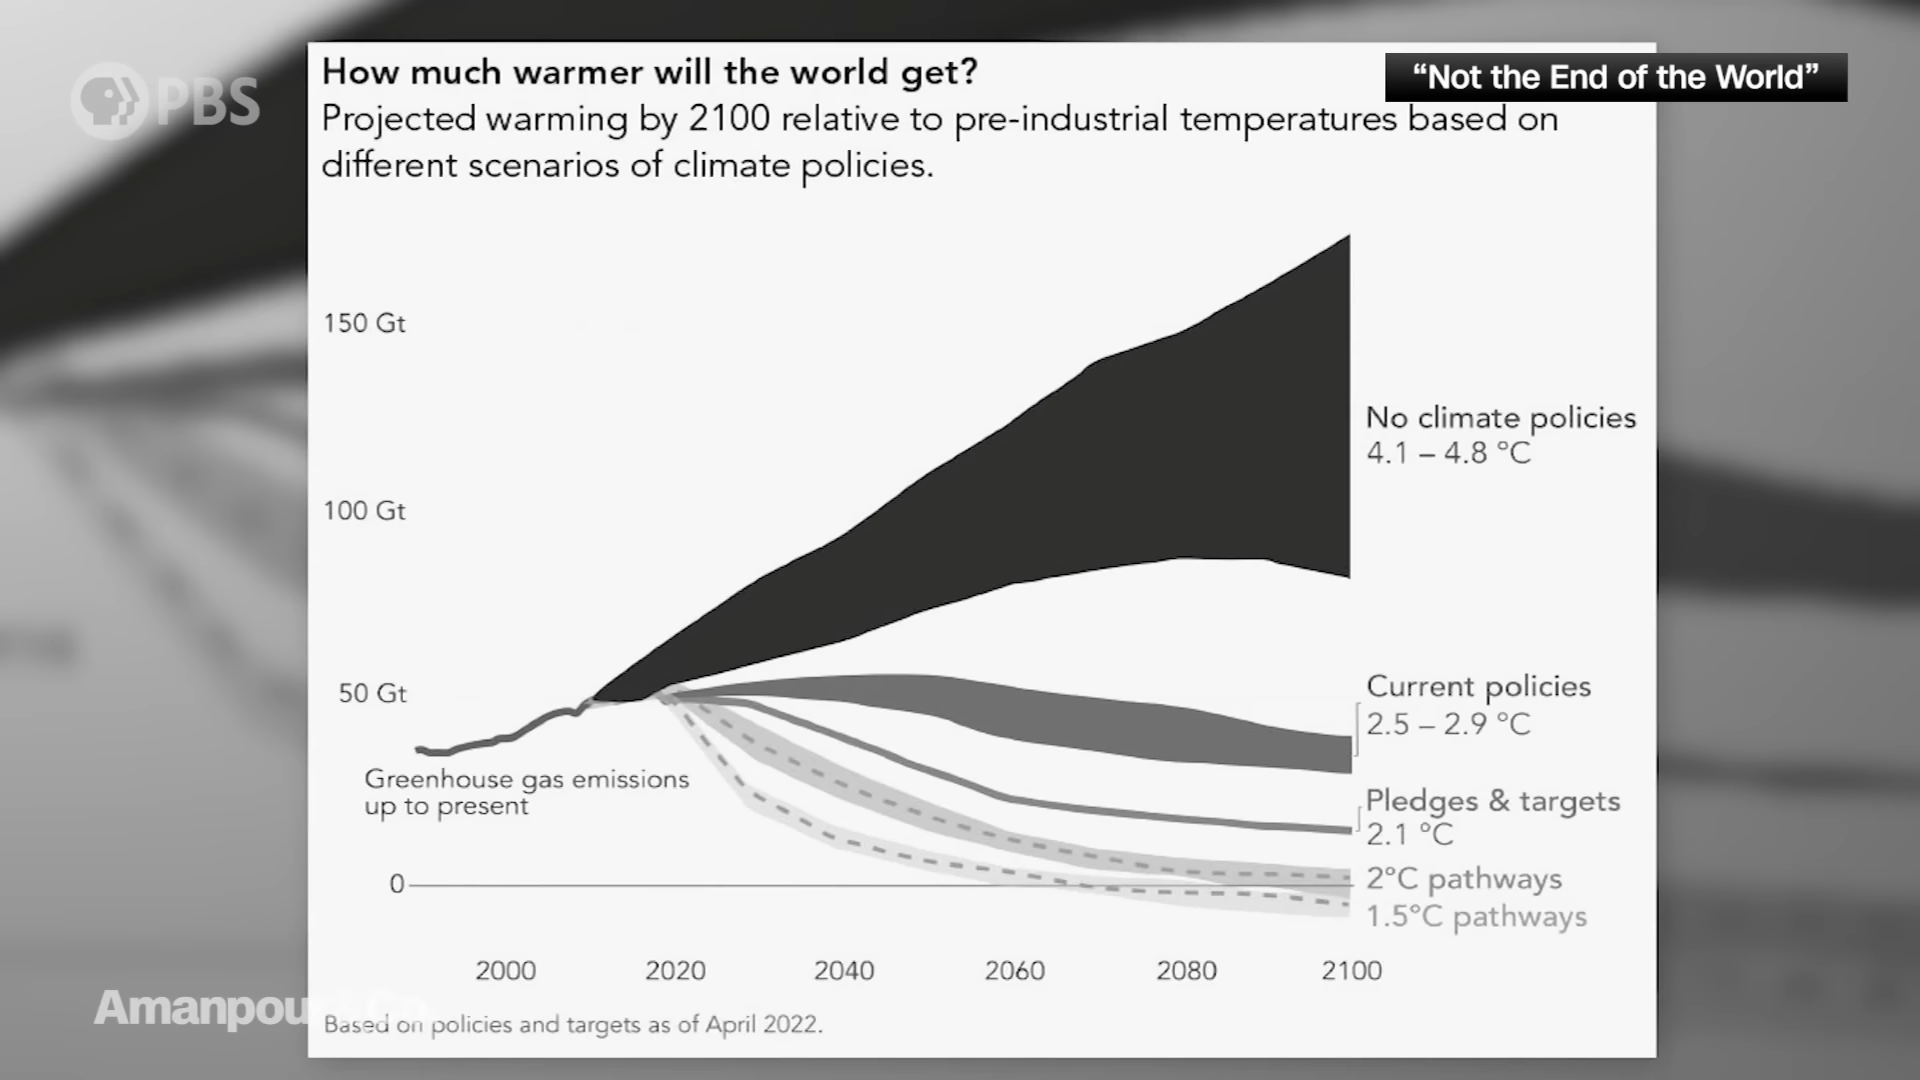 PBS
How much warmer will the world get?
“Not the End of the World”
Projected warming by 2100 relative to pre-industrial temperatures based on
different scenarios of climate policies.
150 Gt
No climate policies
4.1 – 4.8 °C
100 Gt
Current policies
2.5 – 2.9 °C
50 Gt
Greenhouse gas emissions
up to present
Pledges & targets
2.1 °C
0
2°C pathways
1.5°C pathways
2000 2020 2040 2060 2080 2100
Amanpour Co
Based on policies and targets as of April 2022.